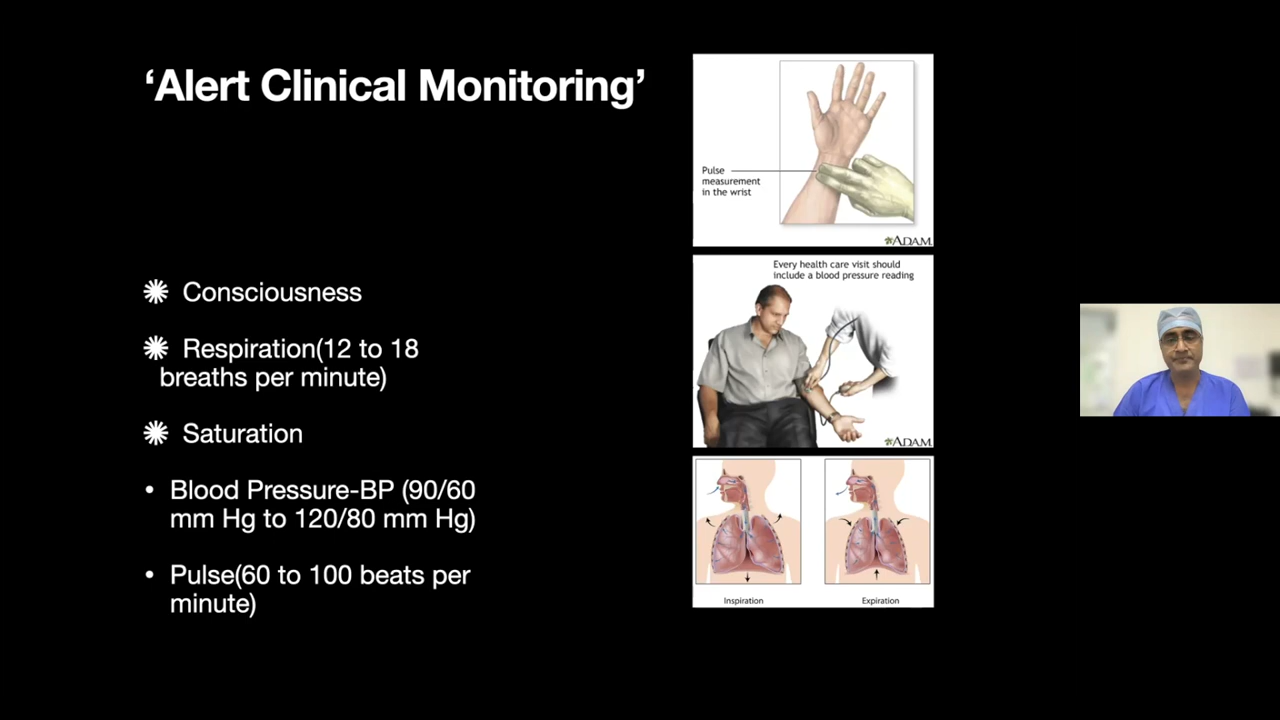 ‘Alert Clinical Monitoring’
Consciousness
Respiration(12 to 18
breaths per minute)
Saturation
• Blood Pressure-BP (90/60
mm Hg to 120/80 mm Hg)
• Pulse(60 to 100 beats per
minute)
Pulse
measurement
in the wrist
ADAM
Every health care visit should
include a blood pressure reading
ADAM
Inspiration
Expiration